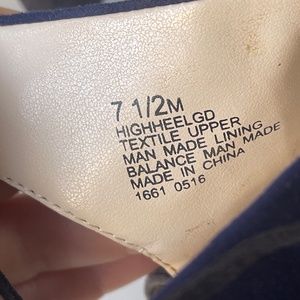 7 1/2M
HIGHHEELGD
TEXTILE UPPER
MAN MADE LINING
BALANCE MAN MADE
MADE IN CHINA
1661 0516